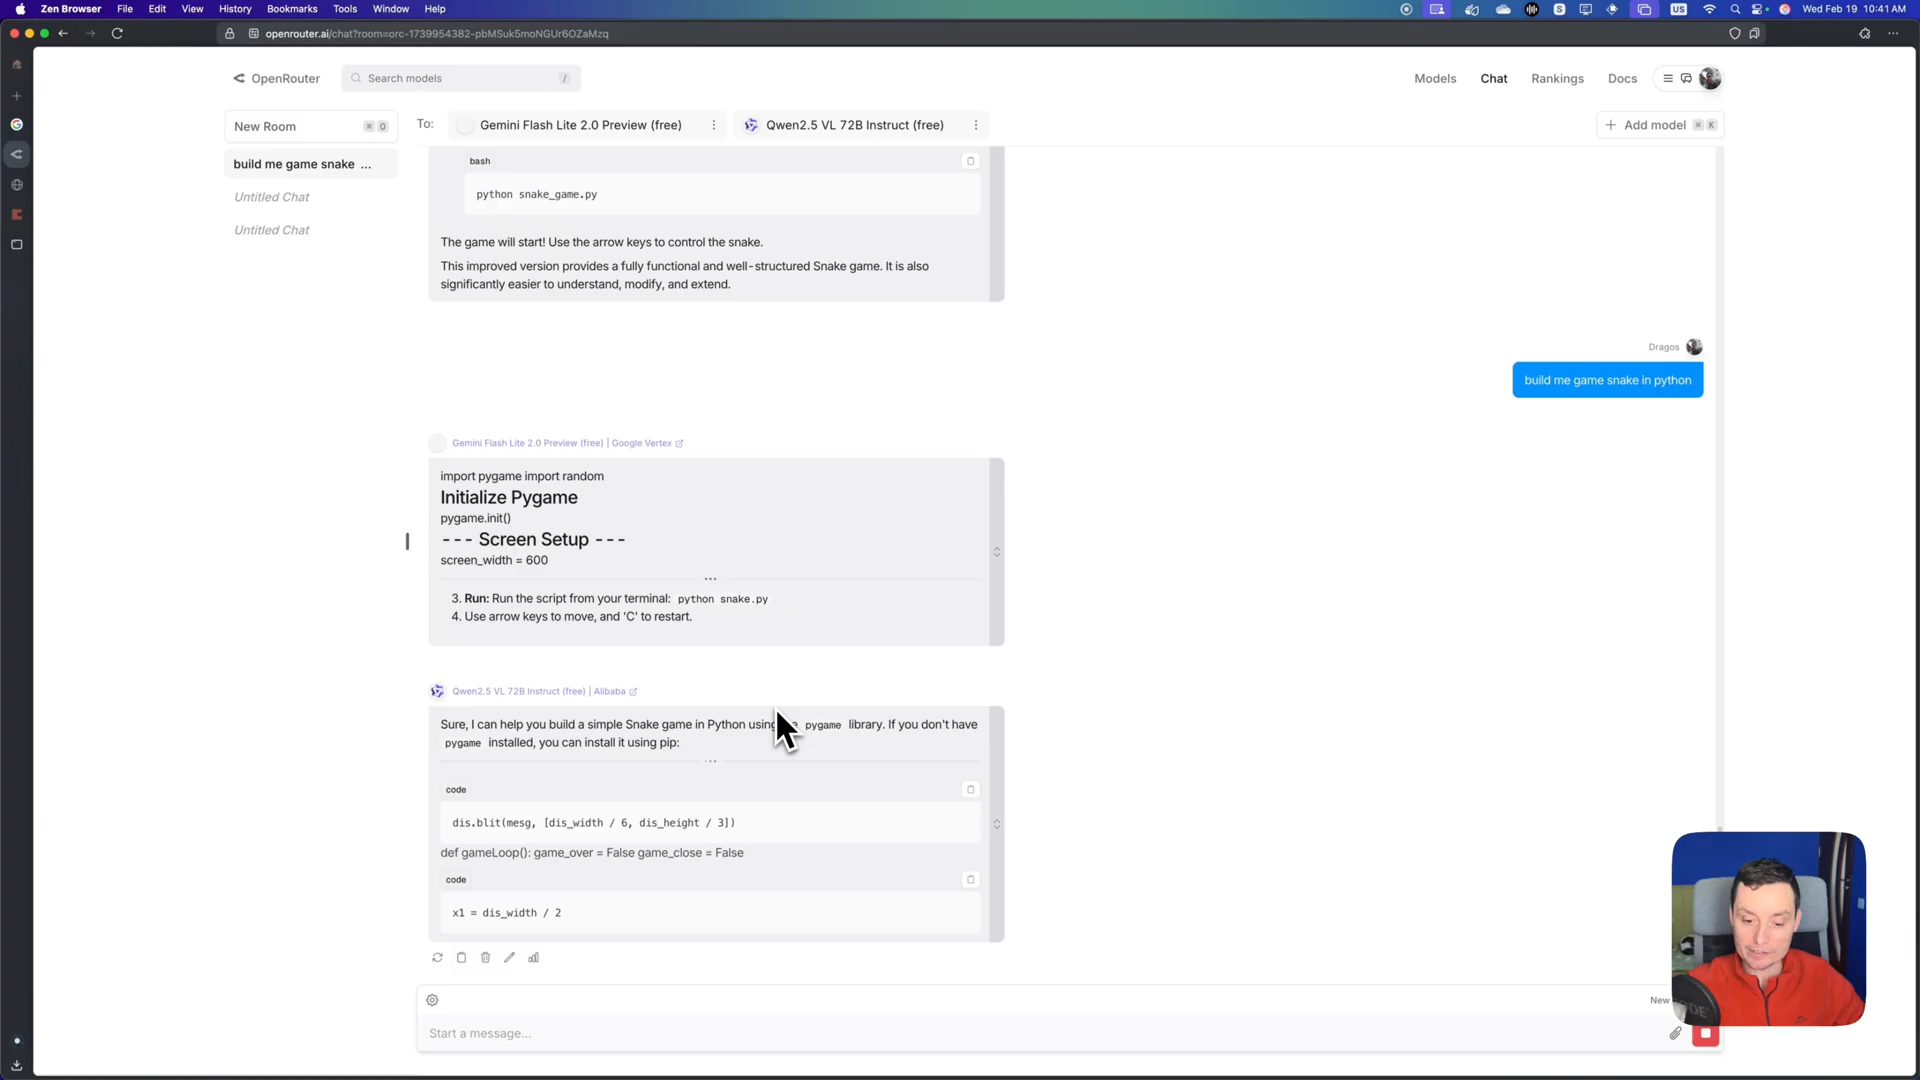 Zen Browser File Edit View History Bookmarks Tools Window Help
US
Wed Feb 19 10:41 AM
openrouter.ai/chat?room=orc-1739954382-pbMSuk5moNGUr6OZaMzq
OpenRouter
Search models /
Models Chat Rankings Docs
New Room ⌘ O
To: Gemini Flash Lite 2.0 Preview (free) Qwen2.5 VL 72B Instruct (free)
+ Add model ⌘ K
build me game snake ...
Untitled Chat
Untitled Chat
bash
python snake_game.py
The game will start! Use the arrow keys to control the snake.
This improved version provides a fully functional and well-structured Snake game. It is also
significantly easier to understand, modify, and extend.
Dragos
build me game snake in python
Gemini Flash Lite 2.0 Preview (free) | Google Vertex
import pygame import random
Initialize Pygame
pygame.init()
--- Screen Setup ---
screen_width = 600
...
3. Run: Run the script from your terminal: python snake.py
4. Use arrow keys to move, and 'C' to restart.
Qwen2.5 VL 72B Instruct (free) | Alibaba
Sure, I can help you build a simple Snake game in Python using pygame library. If you don't have
pygame installed, you can install it using pip:
...
code
dis.blit(mesg, [dis_width / 6, dis_height / 3])
def gameLoop(): game_over = False game_close = False
code
x1 = dis_width / 2
New
Start a message...